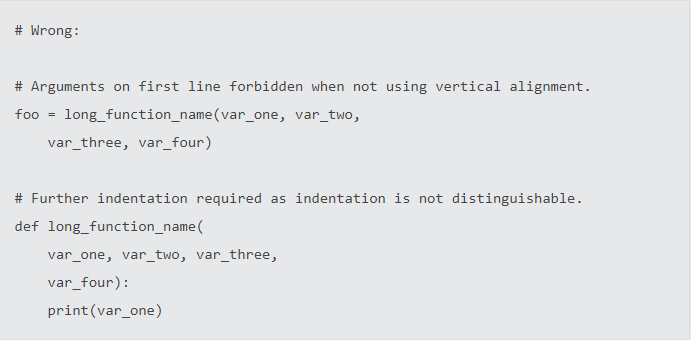 # Wrong:
# Arguments on first line forbidden when not using vertical alignment.
foo = long_function_name(var_one, var_two,
    var_three, var_four)
# Further indentation required as indentation is not distinguishable.
def long_function_name(
    var_one, var_two, var_three,
    var_four):
    print(var_one)